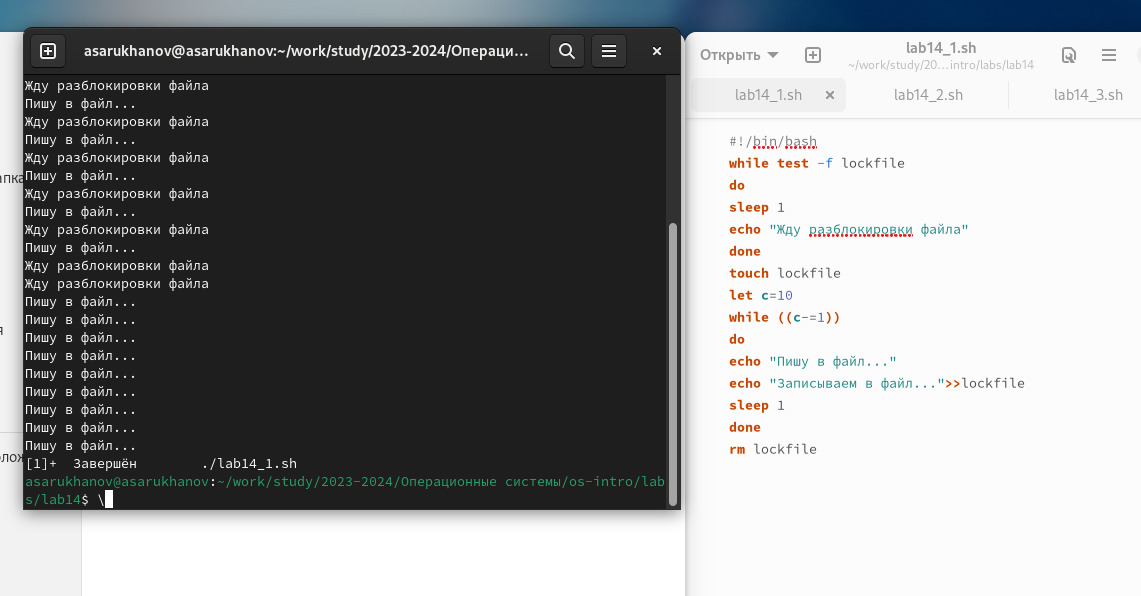 asarukhanov@asarukhanov:~/work/study/2023-2024/Операци...
Жду разблокировки файла
Пишу в файл...
Жду разблокировки файла
Пишу в файл...
Жду разблокировки файла
Пишу в файл...
Жду разблокировки файла
Пишу в файл...
Жду разблокировки файла
Пишу в файл...
Жду разблокировки файла
Жду разблокировки файла
Пишу в файл...
Пишу в файл...
Пишу в файл...
Пишу в файл...
Пишу в файл...
Пишу в файл...
Пишу в файл...
Пишу в файл...
Пишу в файл...
[1]+  Завершён        ./lab14_1.sh
asarukhanov@asarukhanov:~/work/study/2023-2024/Операционные системы/os-intro/lab
s/lab14$ \
Открыть
lab14_1.sh
~/work/study/20...intro/labs/lab14
lab14_1.sh
lab14_2.sh
lab14_3.sh
#!/bin/bash
while test -f lockfile
do
sleep 1
echo "Жду разблокировки файла"
done
touch lockfile
let c=10
while ((c-=1))
do
echo "Пишу в файл..."
echo "Записываем в файл...">>lockfile
sleep 1
done
rm lockfile